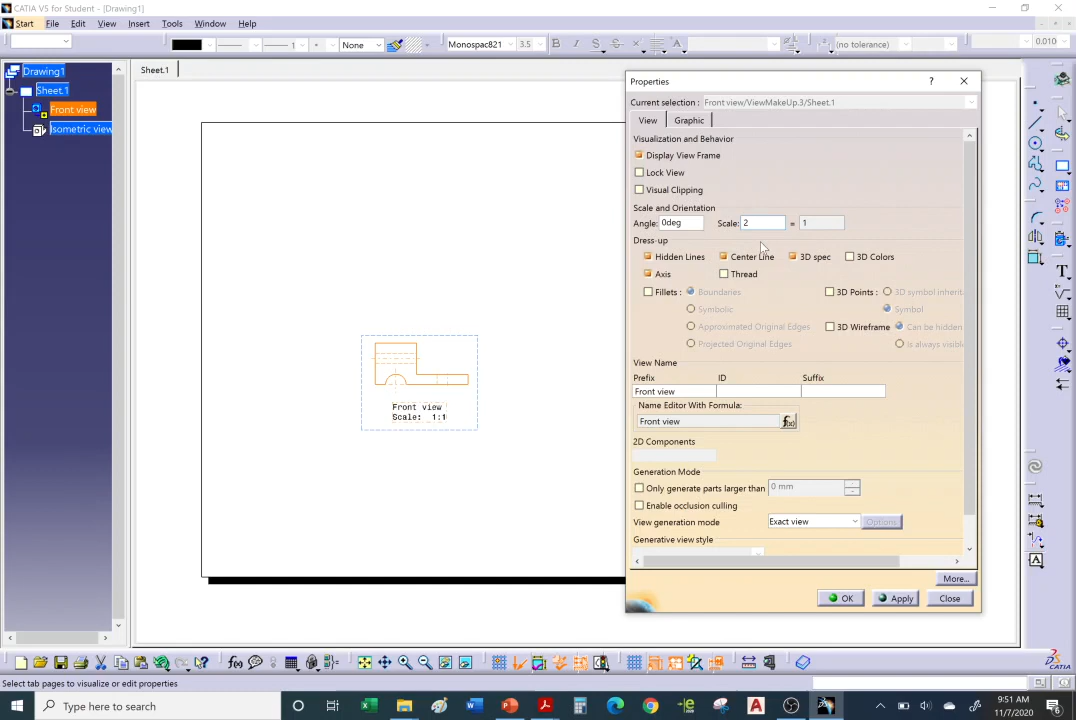 CATIA V5 for Student - [Drawing1]
Start File Edit View Insert Tools Window Help
1 None Monospac821 3.5 B I S (no tolerance) 0.010
Drawing1
Sheet.1
Front view
Isometric view
Sheet.1
Front view
Scale: 1:1
Properties ?
Current selection : Front view/ViewMakeUp.3/Sheet.1
View Graphic
Visualization and Behavior
Display View Frame
Lock View
Visual Clipping
Scale and Orientation
Angle: 0deg Scale: 2 = 1
Dress-up
Hidden Lines Center Line 3D spec 3D Colors
Axis Thread
Fillets : Boundaries 3D Points : 3D symbol inherit
Symbolic Symbol
Approximated Original Edges 3D Wireframe Can be hidden
Projected Original Edges Is always visible
View Name
Prefix ID Suffix
Front view
Name Editor With Formula:
Front view f(x)
2D Components
Generation Mode
Only generate parts larger than 0 mm
Enable occlusion culling
View generation mode Exact view Options
Generative view style
More...
OK Apply Close
Select tab pages to visualize or edit properties
CATIA
Type here to search
9:51 AM
11/7/2020